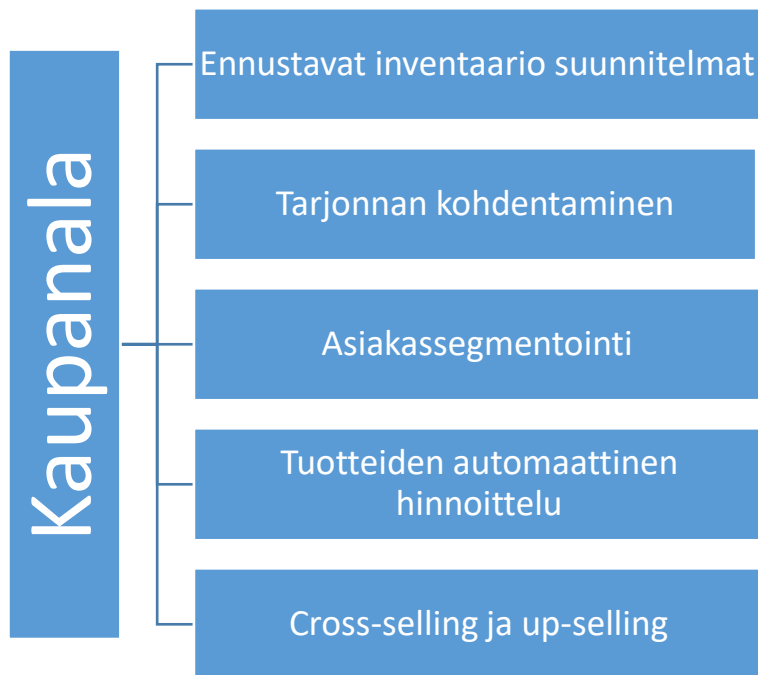 Kaupanala
Ennustavat inventaario suunnitelmat
Tarjonnan kohdentaminen
Asiakassegmentointi
Tuotteiden automaattinen
hinnoittelu
Cross-selling ja up-selling